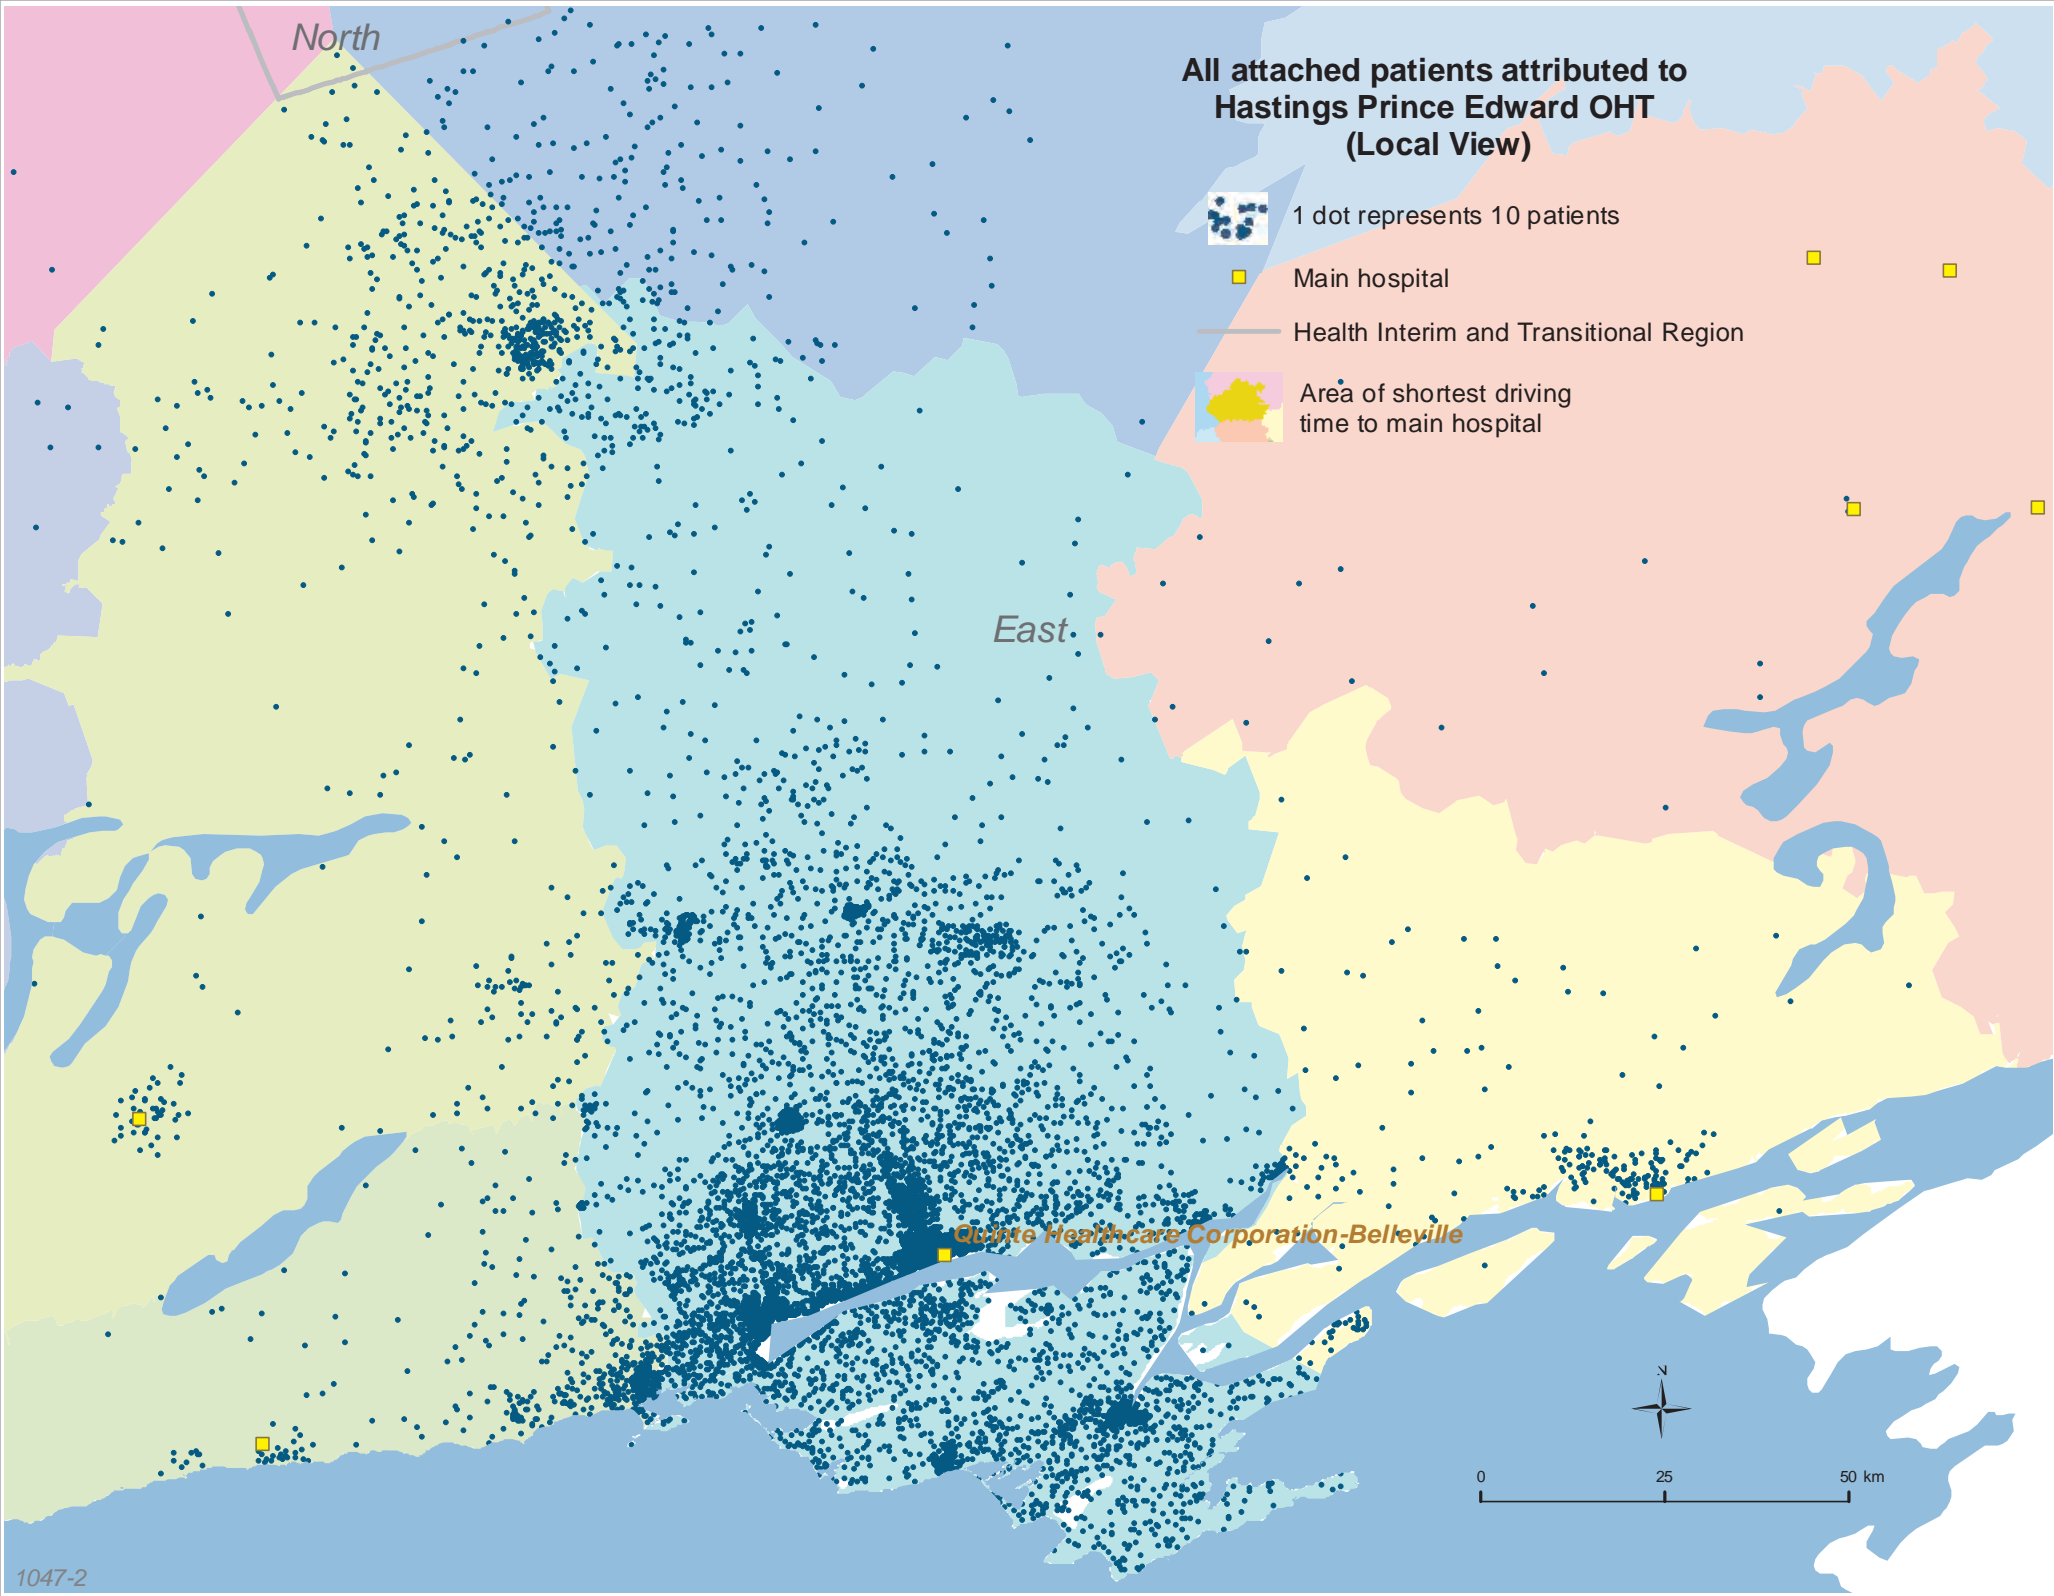 North
All attached patients attributed to
Hastings Prince Edward OHT
(Local View)
1 dot represents 10 patients
Main hospital
Health Interim and Transitional Region
Area of shortest driving
time to main hospital
East
Quinte Healthcare Corporation-Belleville
N
0 25 50 km
1047-2